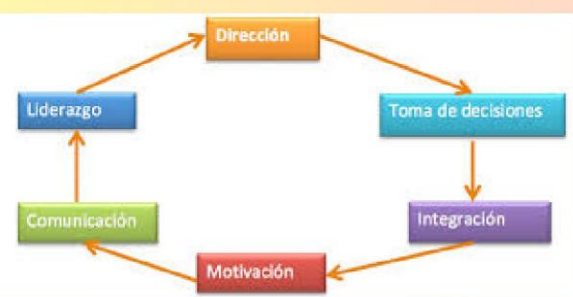 Dirección
Liderazgo
Toma de decisiones
Comunicación
Integración
Motivación